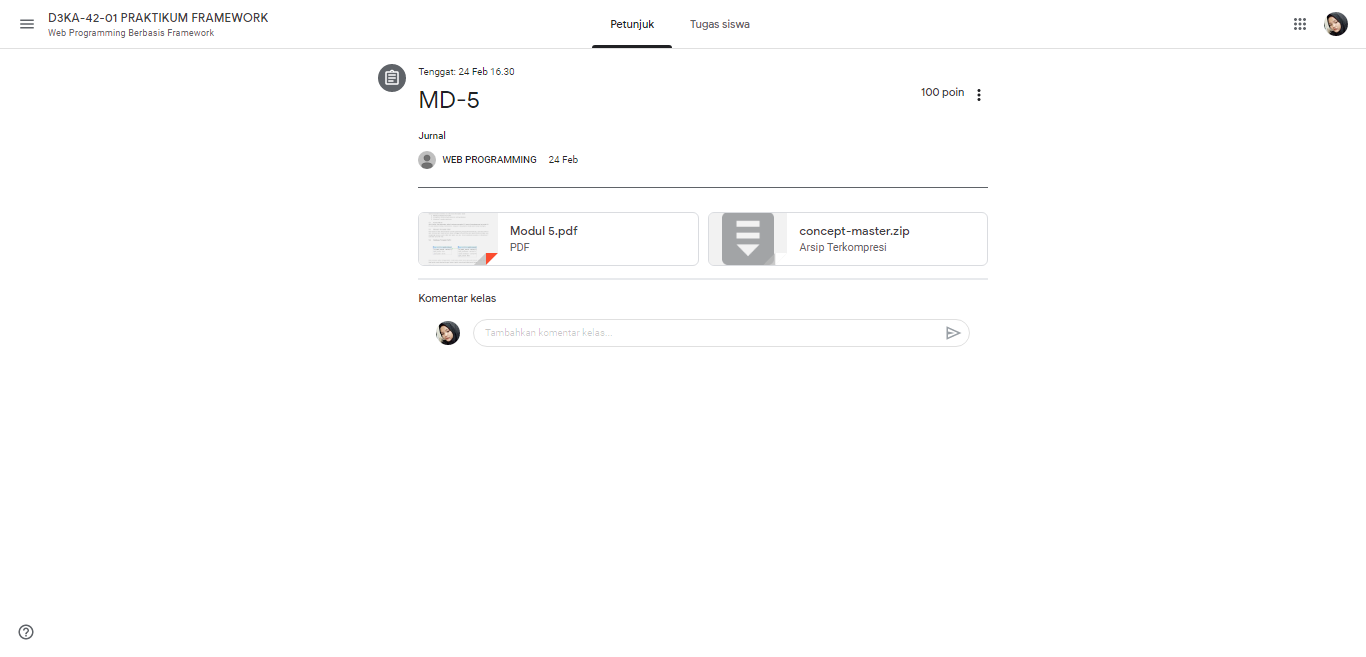 D3KA-42-01 PRAKTIKUM FRAMEWORK
Web Programming Berbasis Framework
Petunjuk
Tugas siswa
Tenggat: 24 Feb 16.30
MD-5
100 poin
Jurnal
WEB PROGRAMMING 24 Feb
Modul 5.pdf
PDF
concept-master.zip
Arsip Terkompresi
Komentar kelas
Tambahkan komentar kelas...